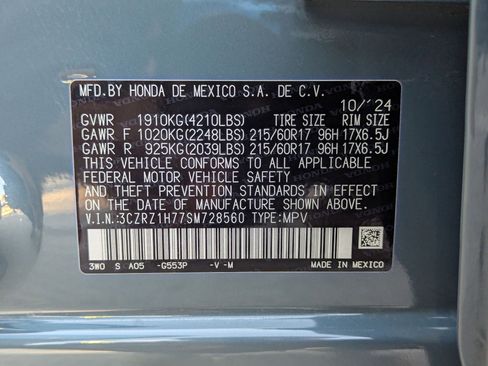 MFD.BY HONDA DE MEXICO S.A. DE C.V.
10/'24
GVWR 1910KG(4210LBS) TIRE SIZE RIM SIZE
GAWR F 1020KG(2248LBS) 215/60R17 96H 17X6.5J
GAWR R 925KG(2039LBS) 215/60R17 96H 17X6.5J
THIS VEHICLE CONFORMS TO ALL APPLICABLE
FEDERAL MOTOR VEHICLE SAFETY AND
THEFT PREVENTION STANDARDS IN EFFECT ON
THE DATE OF MANUFACTURE SHOWN ABOVE.
V.I.N.:3CZRZ1H77SM728560 TYPE:MPV
3W0 S A05 -G553P -V -M MADE IN MEXICO